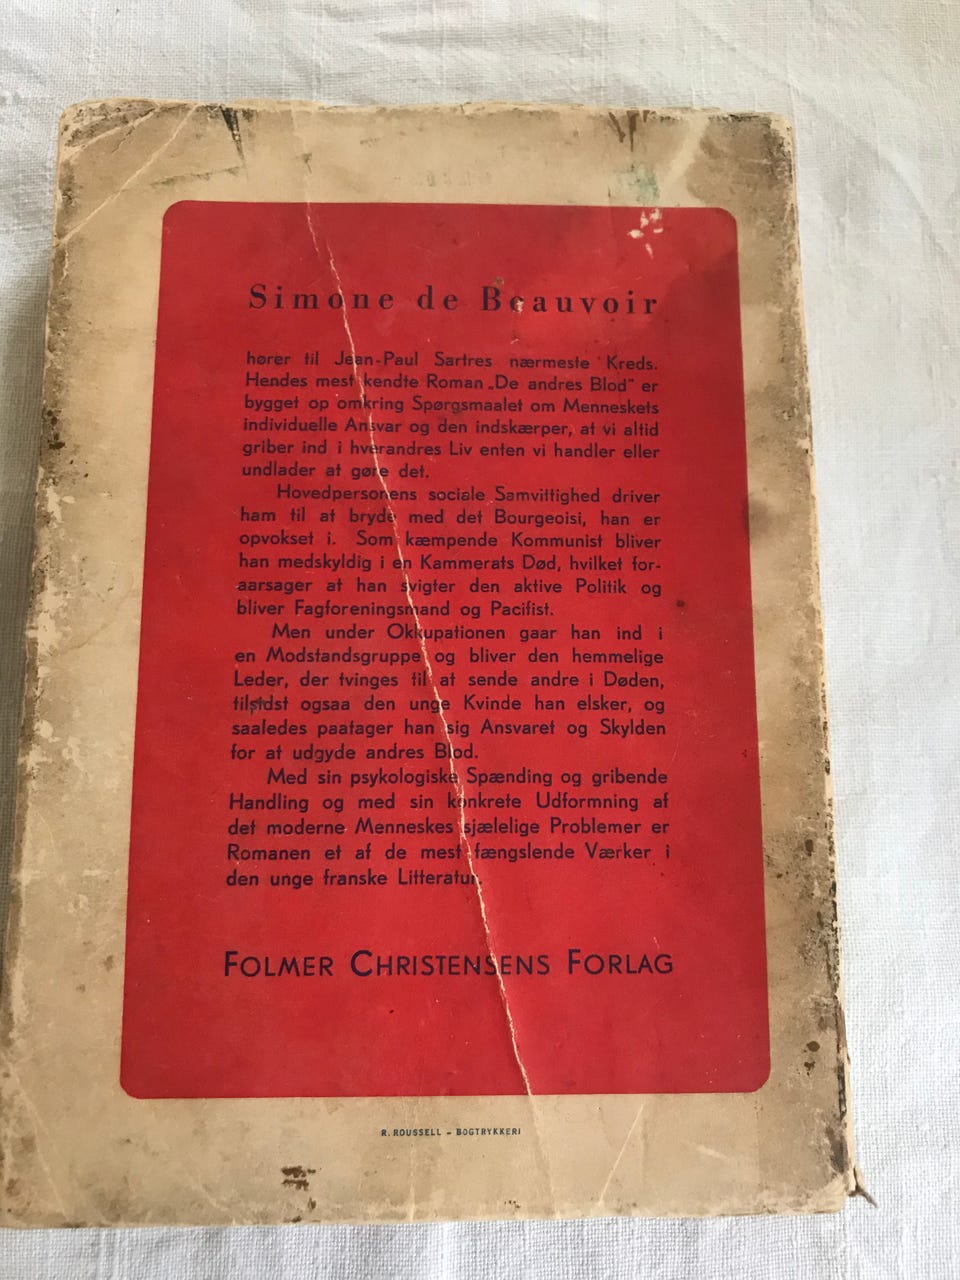 Simone de Beauvoir
hører til Jean-Paul Sartres nærmeste Kreds.
Hendes mest kendte Roman „De andres Blod" er
bygget op omkring Spørgsmaalet om Menneskets
individuelle Ansvar og den indskærper, at vi altid
griber ind i hverandres Liv enten vi handler eller
undlader at gøre det.
Hovedpersonens sociale Samvittighed driver
ham til at bryde med det Bourgeoisi, han er
opvokset i. Som kæmpende Kommunist bliver
han medskyldig i en Kammerats Død, hvilket for-
aarsager at han svigter den aktive Politik og
bliver Fagforeningsmand og Pacifist.
Men under Okkupationen gaar han ind i
en Modstandsgruppe og bliver den hemmelige
Leder, der tvinges til at sende andre i Døden,
tilsidst ogsaa den unge Kvinde han elsker, og
saaledes paatager han sig Ansvaret og Skylden
for at udgyde andres Blod.
Med sin psykologiske Spænding og gribende
Handling og med sin konkrete Udformning af
det moderne Menneskes sjælelige Problemer er
Romanen et af de mest fængslende Værker i
den unge franske Litteratur.
FOLMER CHRISTENSENS FORLAG
R. ROUSSELL – BOGTRYKKERI